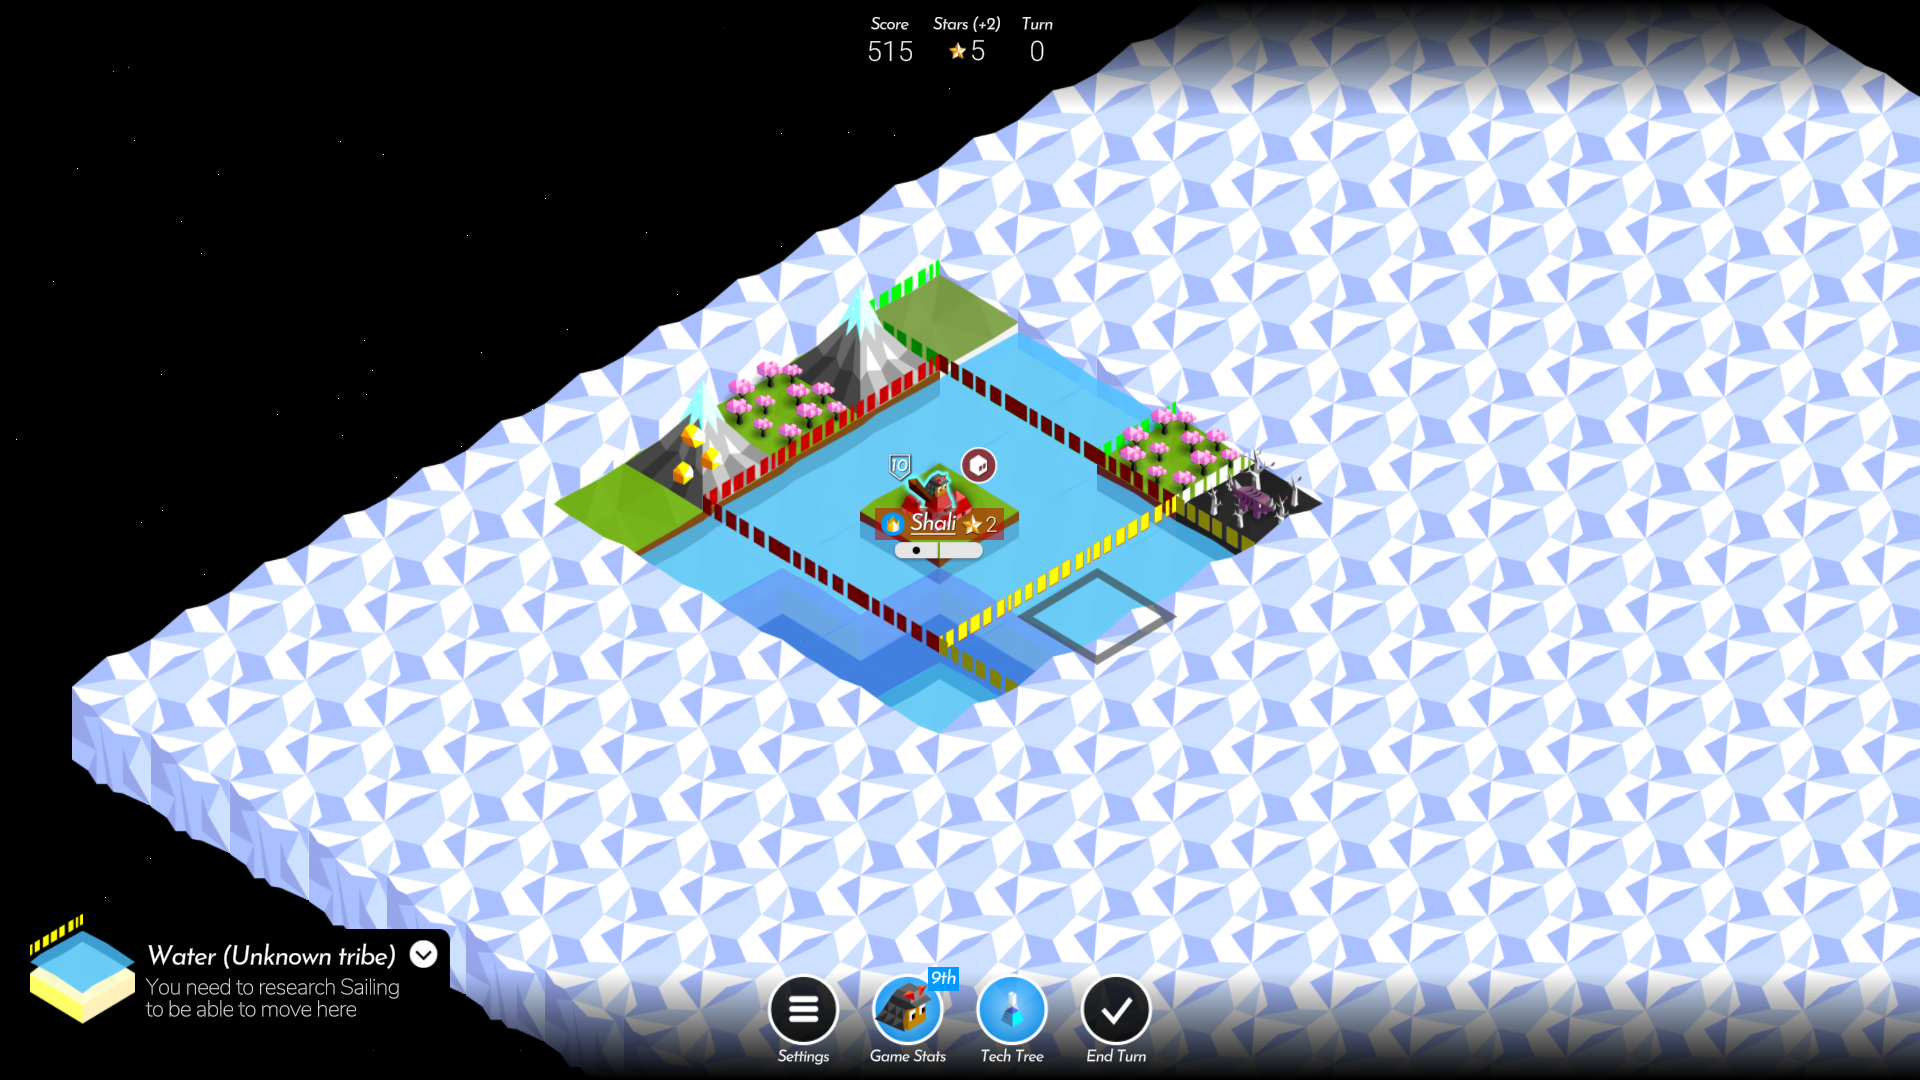 Score Stars (+2) Turn
515 5 0
10
Shali 2
Water (Unknown tribe)
You need to research Sailing
to be able to move here
9th
Settings Game Stats Tech Tree End Turn